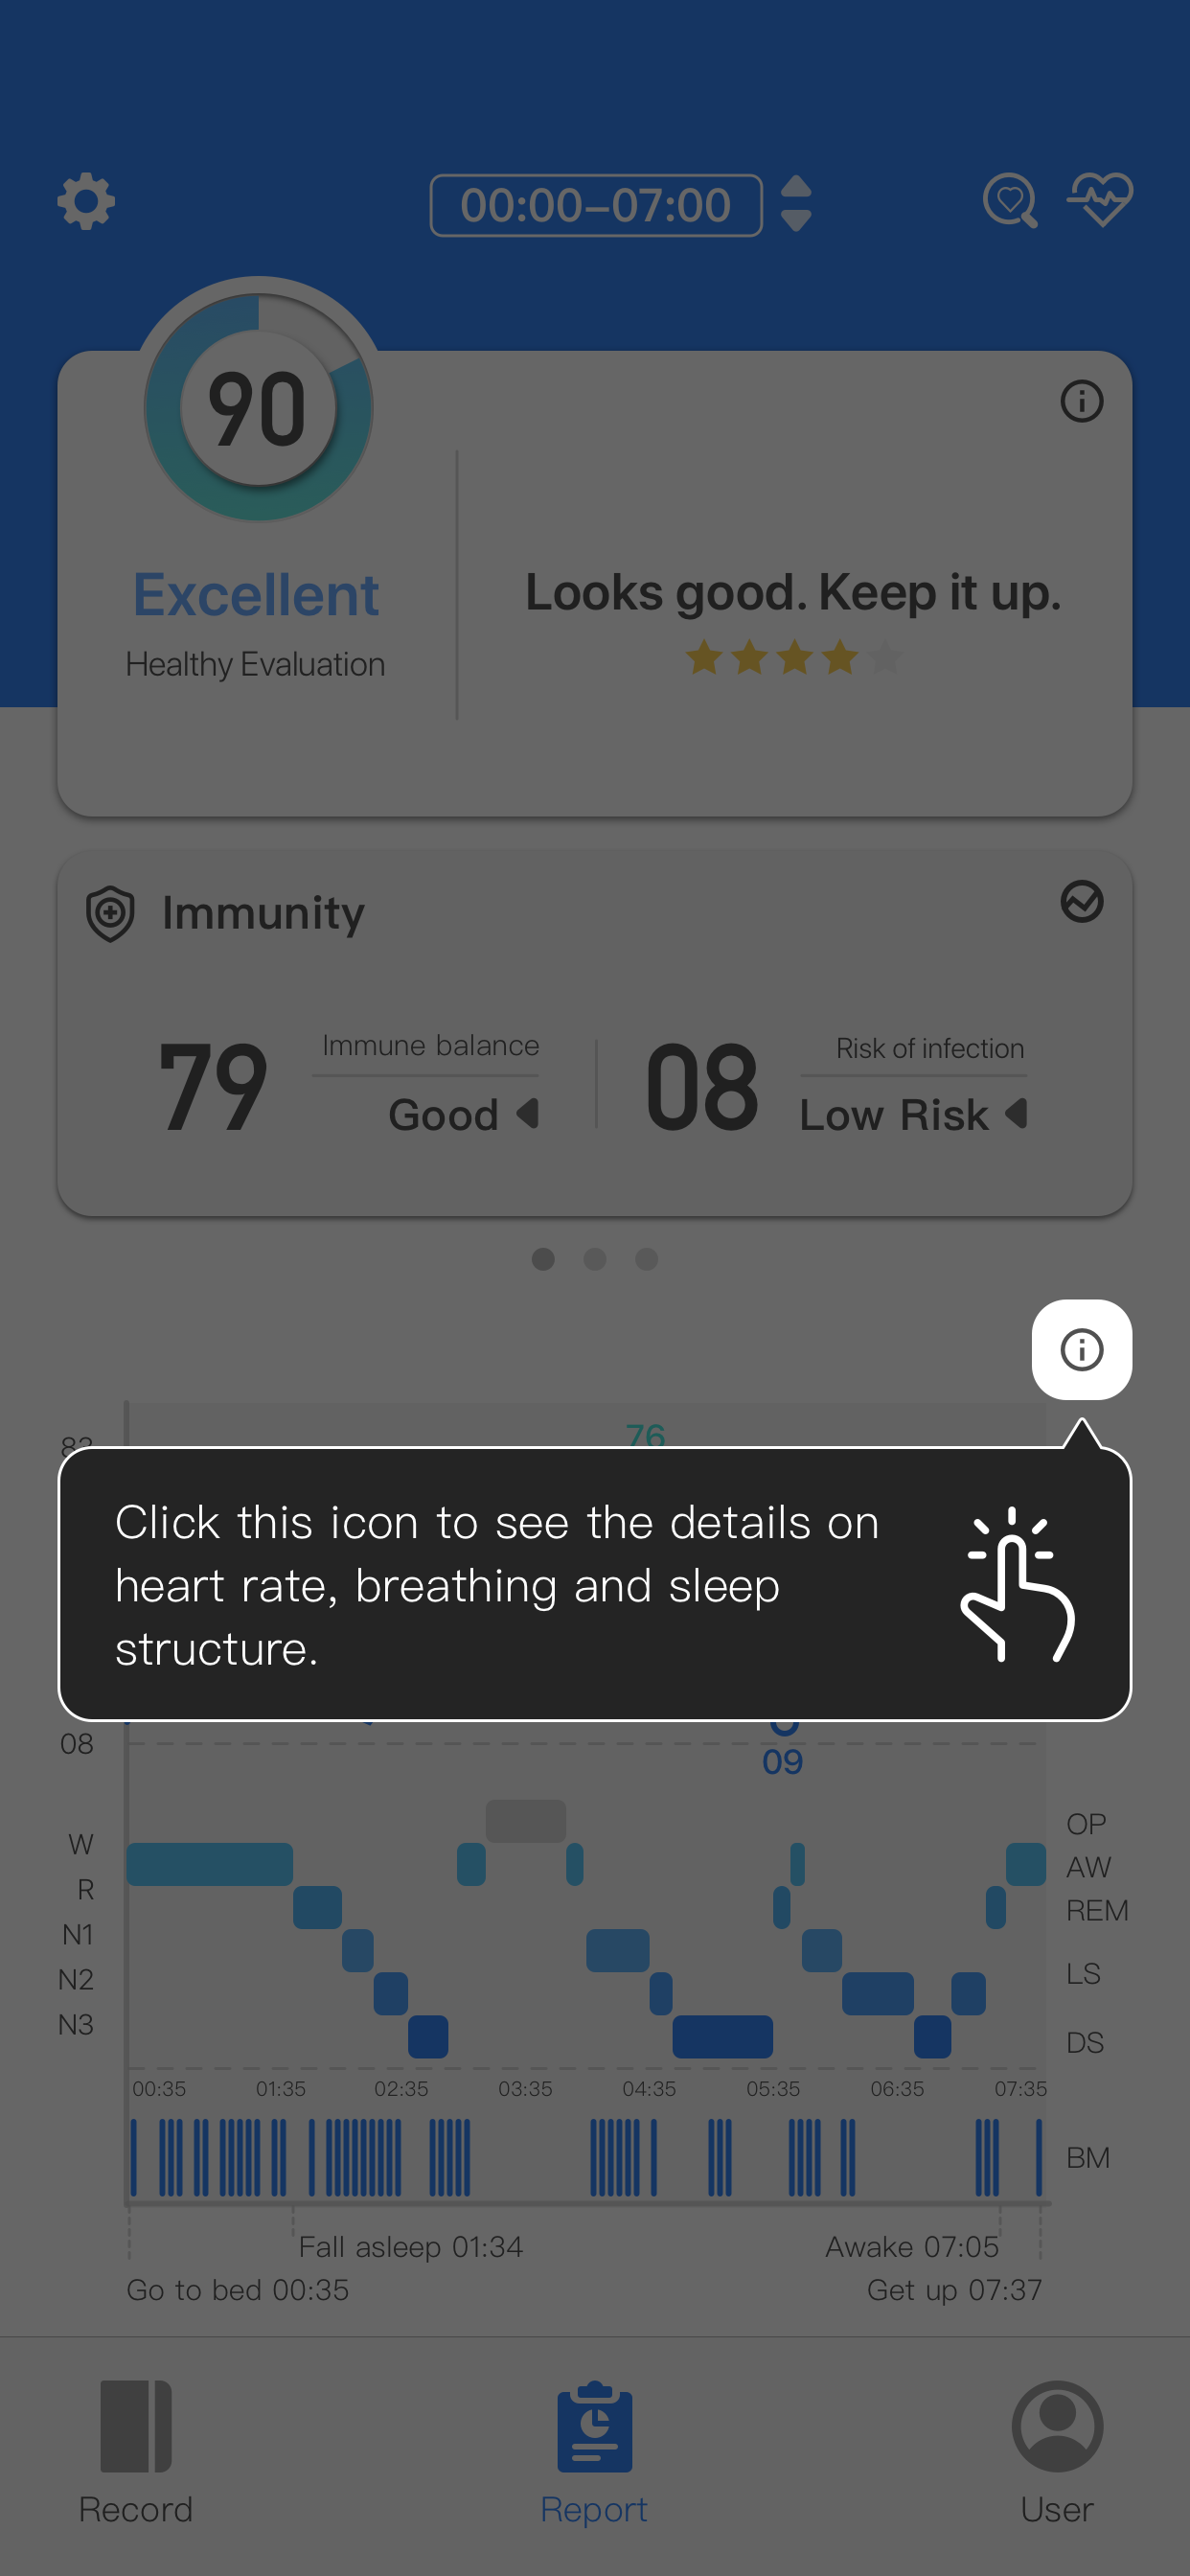 00:00–07:00
90
Excellent
Healthy Evaluation
Looks good. Keep it up.
Immunity
79
Immune balance
Good
08
Risk of infection
Low Risk
76
Click this icon to see the details on
heart rate, breathing and sleep
structure.
08
09
W
R
N1
N2
N3
OP
AW
REM
LS
DS
00:35 01:35 02:35 03:35 04:35 05:35 06:35 07:35
BM
Fall asleep 01:34 Awake 07:05
Go to bed 00:35 Get up 07:37
Record Report User